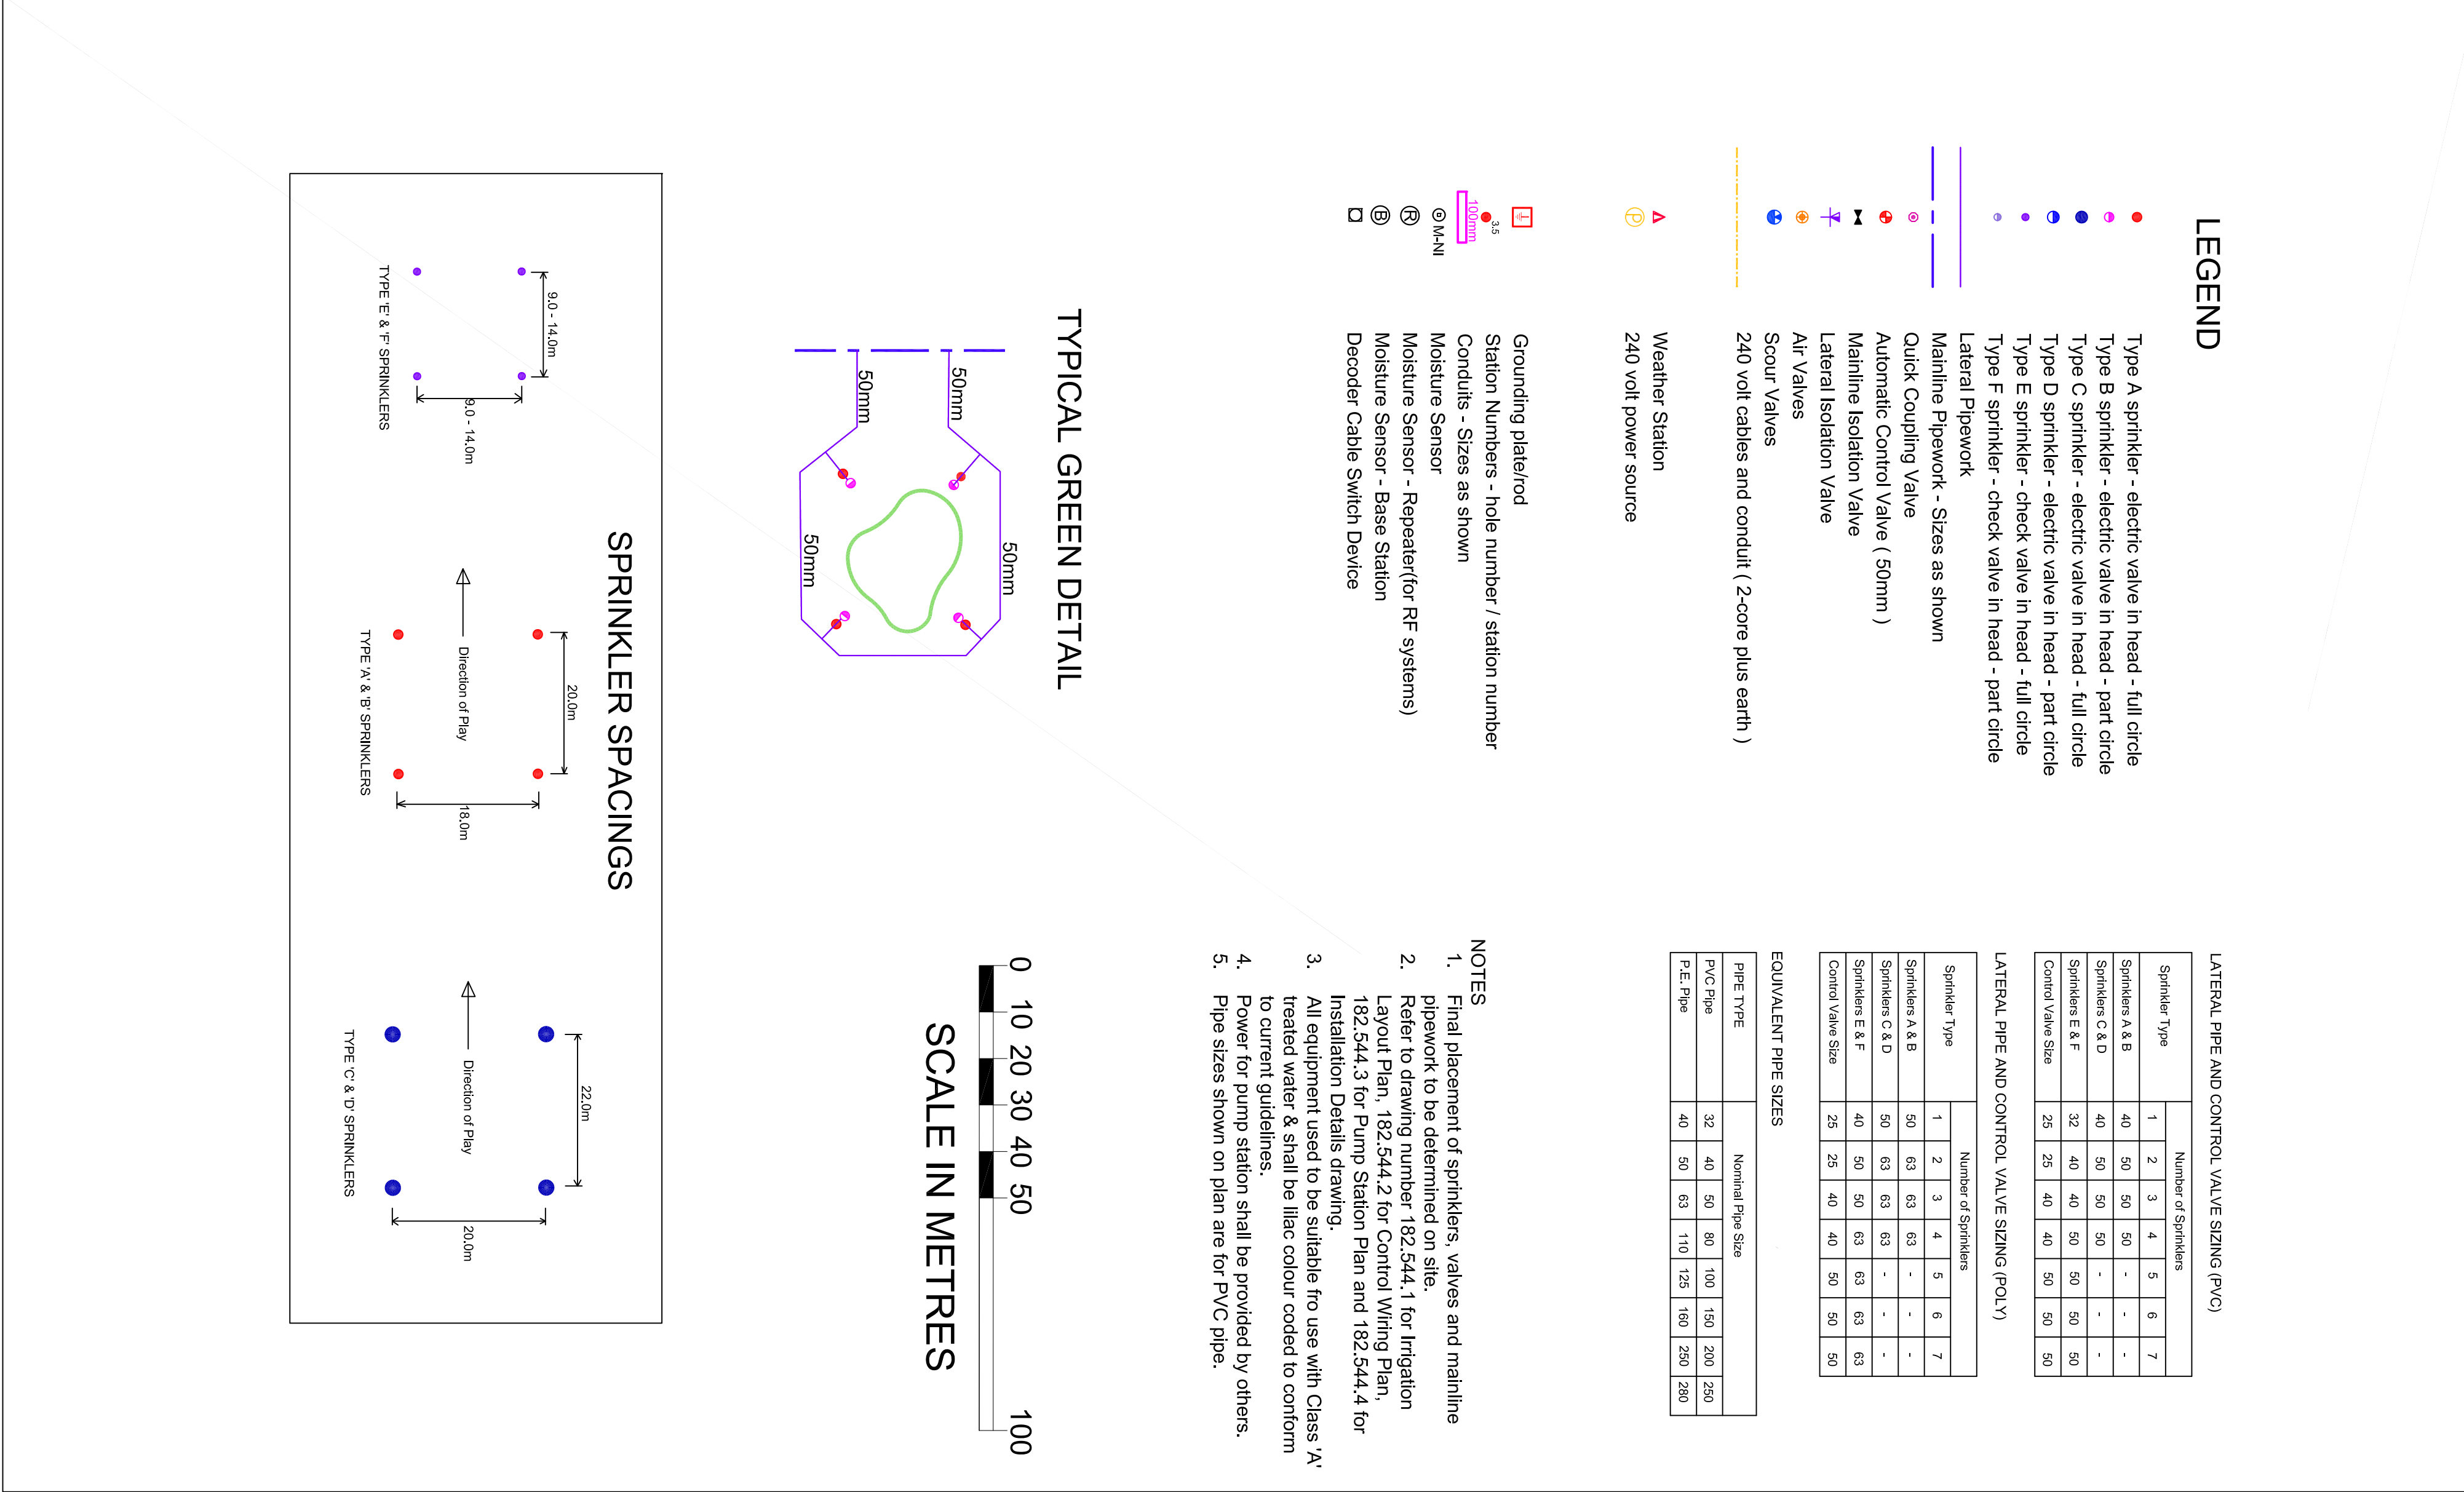 LEGEND
Type A sprinkler - electric valve in head - full circle
Type B sprinkler - electric valve in head - part circle
Type C sprinkler - electric valve in head - full circle
Type D sprinkler - electric valve in head - part circle
Type E sprinkler - check valve in head - full circle
Type F sprinkler - check valve in head - part circle
Lateral Pipework
Mainline Pipework - Sizes as shown
Quick Coupling Valve
Automatic Control Valve ( 50mm )
Mainline Isolation Valve
Lateral Isolation Valve
Air Valves
Scour Valves
240 volt cables and conduit ( 2-core plus earth )
Weather Station
P 240 volt power source
Grounding plate/rod
3.5 Station Numbers - hole number / station number
100mm Conduits - Sizes as shown
M-NI Moisture Sensor
R Moisture Sensor - Repeater(for RF systems)
B Moisture Sensor - Base Station
Decoder Cable Switch Device
LATERAL PIPE AND CONTROL VALVE SIZING (PVC)
Sprinkler Type Number of Sprinklers
1 2 3 4 5 6 7
Sprinklers A & B 40 50 50 50 - - -
Sprinklers C & D 40 50 50 50 - - -
Sprinklers E & F 32 40 40 50 50 50 50
Control Valve Size 25 25 40 40 50 50 50
LATERAL PIPE AND CONTROL VALVE SIZING (POLY)
Sprinkler Type Number of Sprinklers
1 2 3 4 5 6 7
Sprinklers A & B 50 63 63 63 - - -
Sprinklers C & D 50 63 63 63 - - -
Sprinklers E & F 40 50 50 63 63 63 63
Control Valve Size 25 25 40 40 50 50 50
EQUIVALENT PIPE SIZES
PIPE TYPE Nominal Pipe Size
PVC Pipe 32 40 50 80 100 150 200 250
P.E. Pipe 40 50 63 110 125 160 250 280
NOTES
1. Final placement of sprinklers, valves and mainline
pipework to be determined on site.
2. Refer to drawing number 182.544.1 for Irrigation
Layout Plan, 182.544.2 for Control Wiring Plan,
182.544.3 for Pump Station Plan and 182.544.4 for
Installation Details drawing.
3. All equipment used to be suitable fro use with Class 'A'
treated water & shall be lilac colour coded to conform
to current guidelines.
4. Power for pump station shall be provided by others.
5. Pipe sizes shown on plan are for PVC pipe.
TYPICAL GREEN DETAIL
50mm
50mm
50mm
50mm
0 10 20 30 40 50 100
SCALE IN METRES
SPRINKLER SPACINGS
9.0 - 14.0m
9.0 - 14.0m
TYPE 'E' & 'F' SPRINKLERS
20.0m
Direction of Play
18.0m
TYPE 'A' & 'B' SPRINKLERS
22.0m
Direction of Play
20.0m
TYPE 'C' & 'D' SPRINKLERS